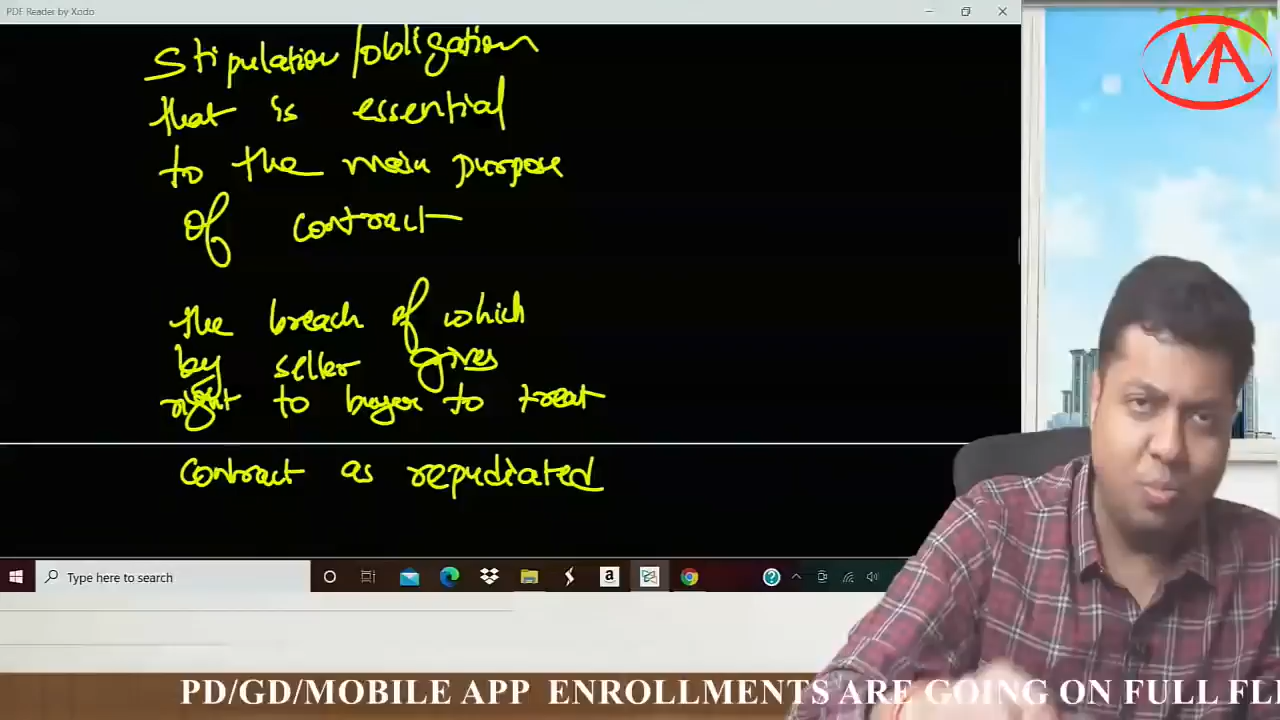 PDF Reader by Xodo
MA
Stipulation/obligation
that is essential
to the main purpose
of contract
the breach of which
by seller gives
right to buyer to treat
contract as repudiated
Type here to search
PD/GD/MOBILE APP ENROLLMENTS ARE GOING ON FULL FLE